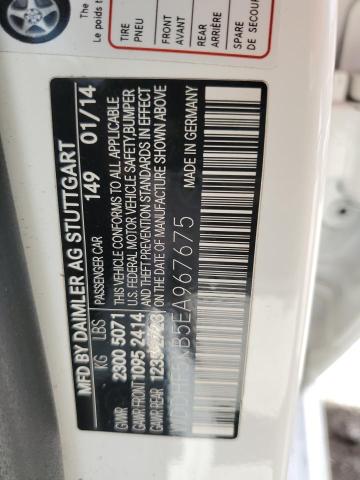 The
Le poids t
TIRE
PNEU
FRONT
AVANT
REAR
ARRIÈRE
SPARE
DE SECOU
MFD BY DAIMLER AG STUTTGART
PASSENGER CAR 149 01/14
KG LBS
GVWR 2300 5071
GAWR FRONT 1095 2414
GAWR REAR
THIS VEHICLE CONFORMS TO ALL APPLICABLE
U.S. FEDERAL MOTOR VEHICLE SAFETY, BUMPER
AND THEFT PREVENTION STANDARDS IN EFFECT
ON THE DATE OF MANUFACTURE SHOWN ABOVE
B5EA967675
MADE IN GERMANY